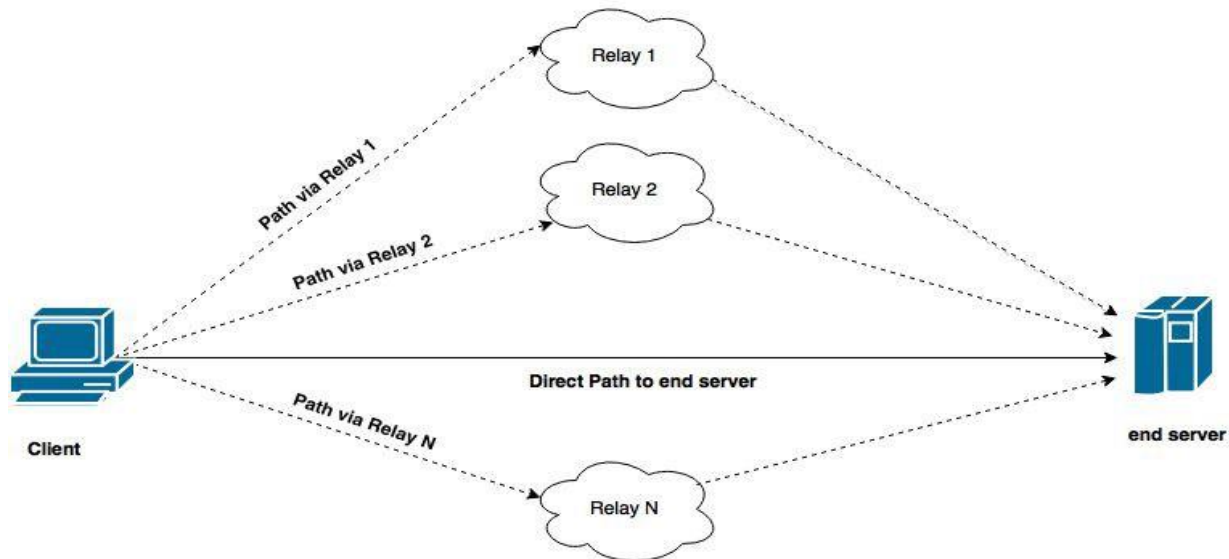 Relay 1
Path via Relay 1
Relay 2
Path via Relay 2
Direct Path to end server
Path via Relay N
Client
end server
Relay N